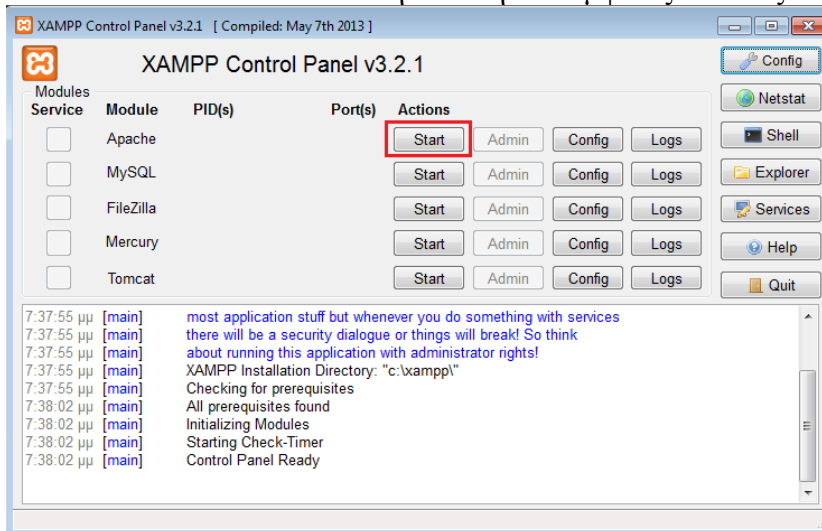 XAMPP Control Panel v3.2.1 [ Compiled: May 7th 2013 ]
XAMPP Control Panel v3.2.1
Config
Modules
Service Module PID(s) Port(s) Actions
Netstat
Apache Start Admin Config Logs
Shell
MySQL Start Admin Config Logs
Explorer
FileZilla Start Admin Config Logs
Services
Mercury Start Admin Config Logs
Help
Tomcat Start Admin Config Logs
Quit
7:37:55 μμ [main] most application stuff but whenever you do something with services
7:37:55 μμ [main] there will be a security dialogue or things will break! So think
7:37:55 μμ [main] about running this application with administrator rights!
7:37:55 μμ [main] XAMPP Installation Directory: "c:\xampp\"
7:37:55 μμ [main] Checking for prerequisites
7:38:02 μμ [main] All prerequisites found
7:38:02 μμ [main] Initializing Modules
7:38:02 μμ [main] Starting Check-Timer
7:38:02 μμ [main] Control Panel Ready